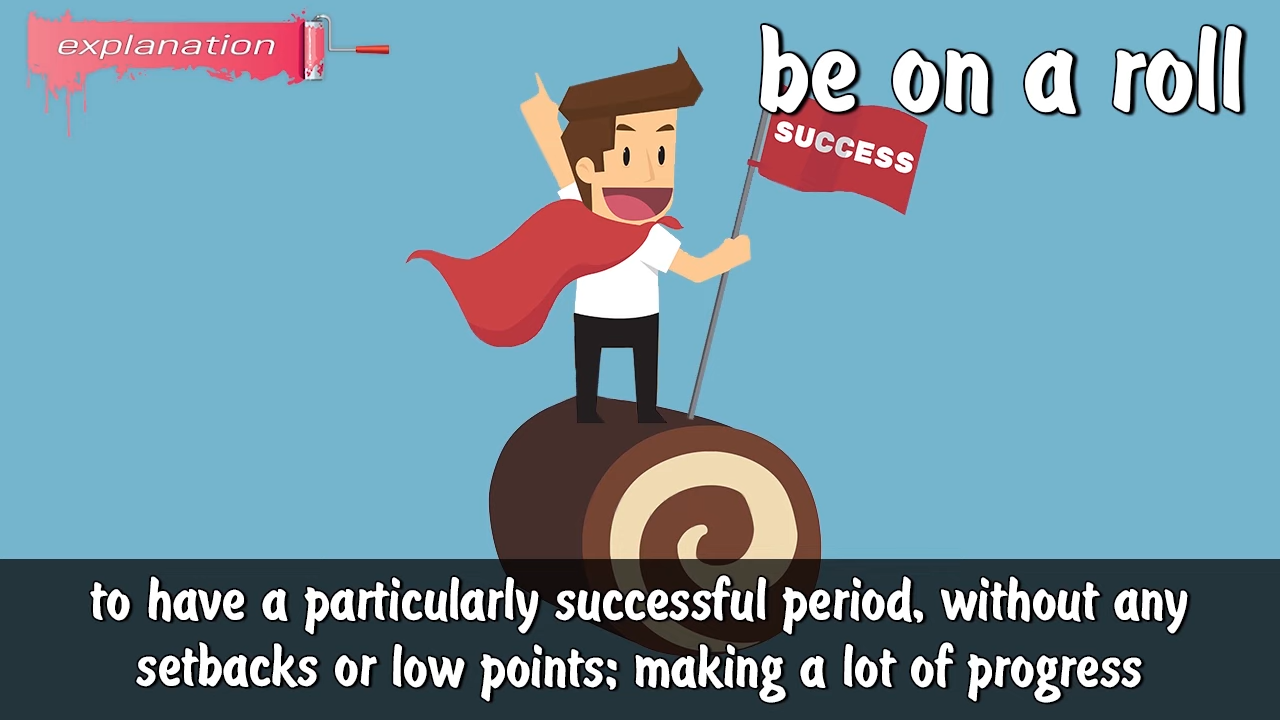 explanation
be on a roll
SUCCESS
to have a particularly successful period, without any
setbacks or low points; making a lot of progress